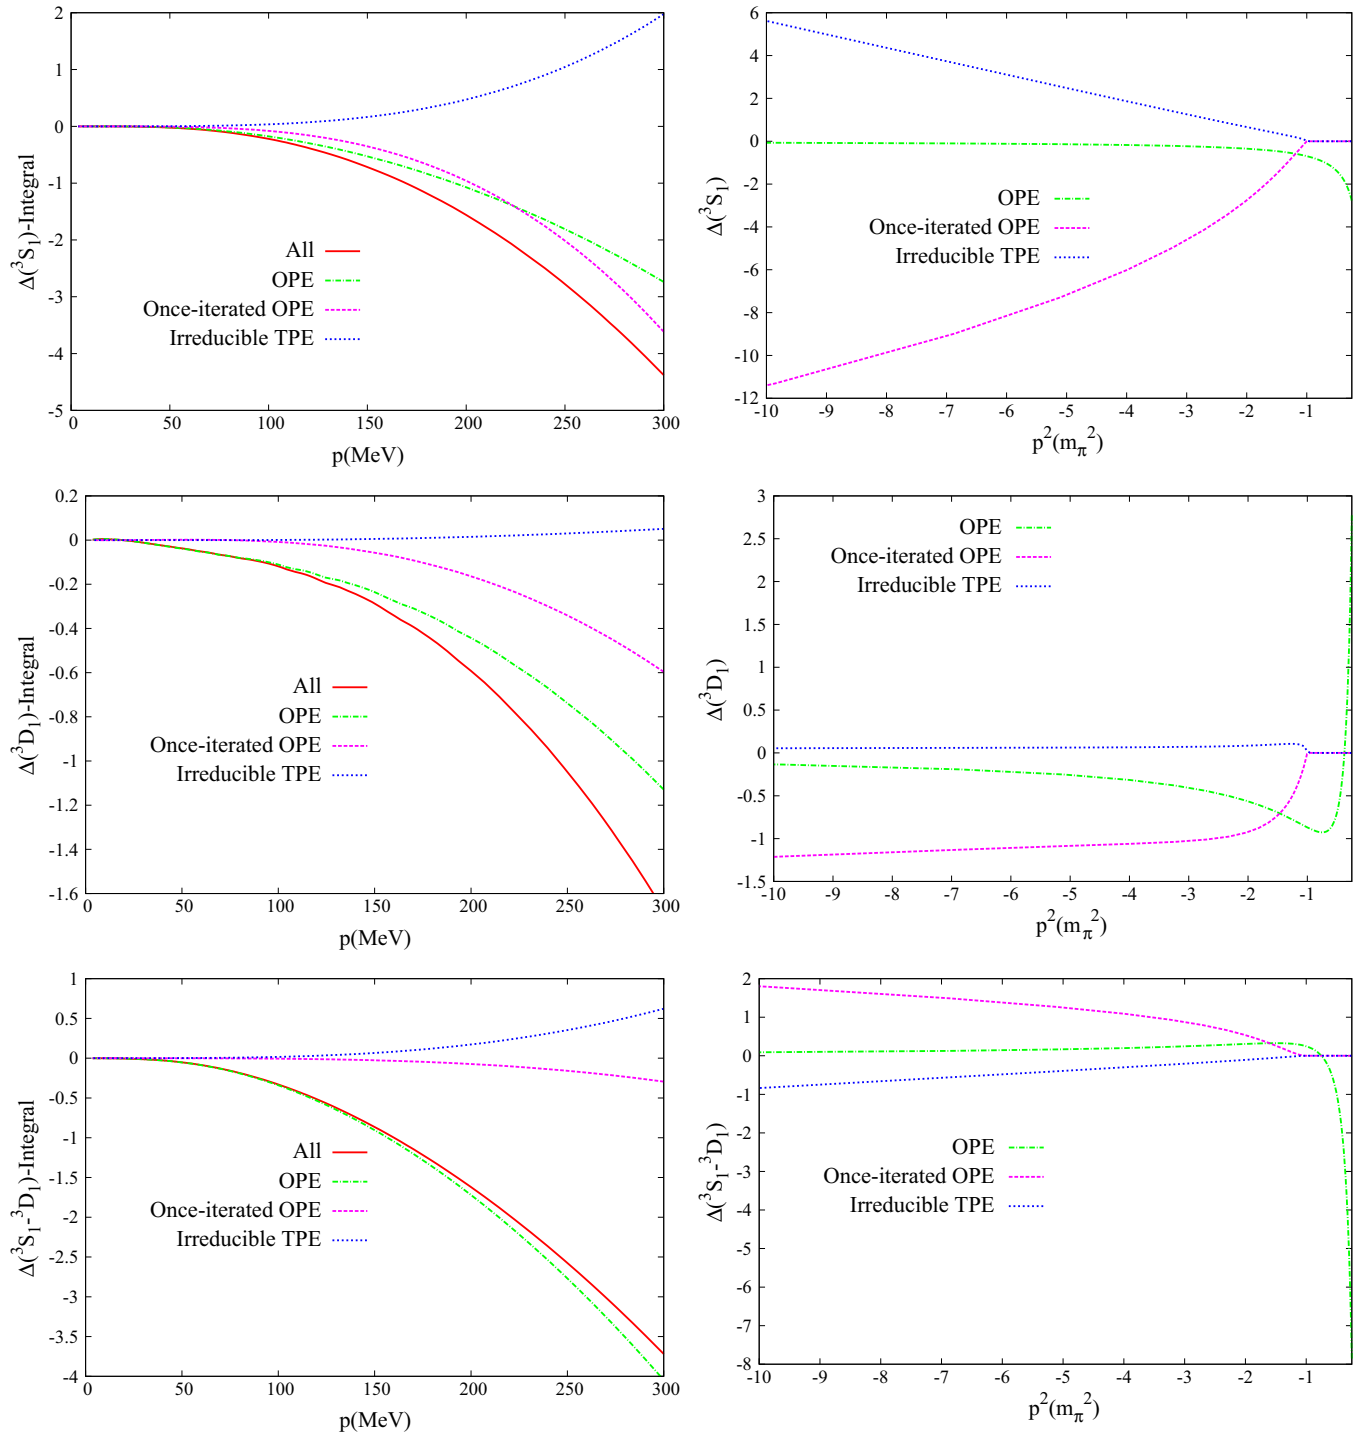 2
1
0
-1
-2
-3
-4
-5
Δ(³S₁)-Integral
All
OPE
Once-iterated OPE
Irreducible TPE
0 50 100 150 200 250 300
p(MeV)
6
4
2
0
-2
-4
-6
-8
-10
-12
Δ(³S₁)
OPE
Once-iterated OPE
Irreducible TPE
-10 -9 -8 -7 -6 -5 -4 -3 -2 -1
p²(m_π²)
0.2
0
-0.2
-0.4
-0.6
-0.8
-1
-1.2
-1.4
-1.6
Δ(³D₁)-Integral
All
OPE
Once-iterated OPE
Irreducible TPE
0 50 100 150 200 250 300
p(MeV)
3
2.5
2
1.5
1
0.5
0
-0.5
-1
-1.5
Δ(³D₁)
OPE
Once-iterated OPE
Irreducible TPE
-10 -9 -8 -7 -6 -5 -4 -3 -2 -1
p²(m_π²)
1
0.5
0
-0.5
-1
-1.5
-2
-2.5
-3
-3.5
-4
Δ(³S₁-³D₁)-Integral
All
OPE
Once-iterated OPE
Irreducible TPE
0 50 100 150 200 250 300
p(MeV)
2
1
0
-1
-2
-3
-4
-5
-6
-7
-8
Δ(³S₁-³D₁)
OPE
Once-iterated OPE
Irreducible TPE
-10 -9 -8 -7 -6 -5 -4 -3 -2 -1
p²(m_π²)